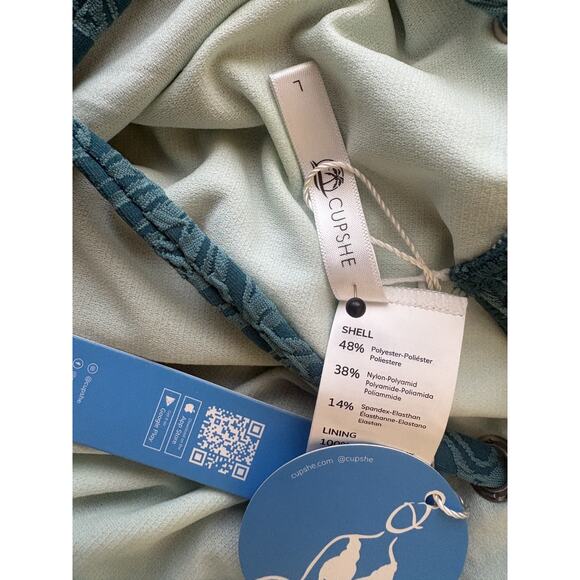 L
CUPSHE
SHELL
48% Polyester-Poliéster
Poliestere
38% Nylon-Polyamid
Polyamide-Poliamida
Poliammide
14% Spandex-Elasthan
Élasthanne-Elastano
Elastan
LINING
100%
@cupshe
App Store
Google Play
cupshe.com @cupshe